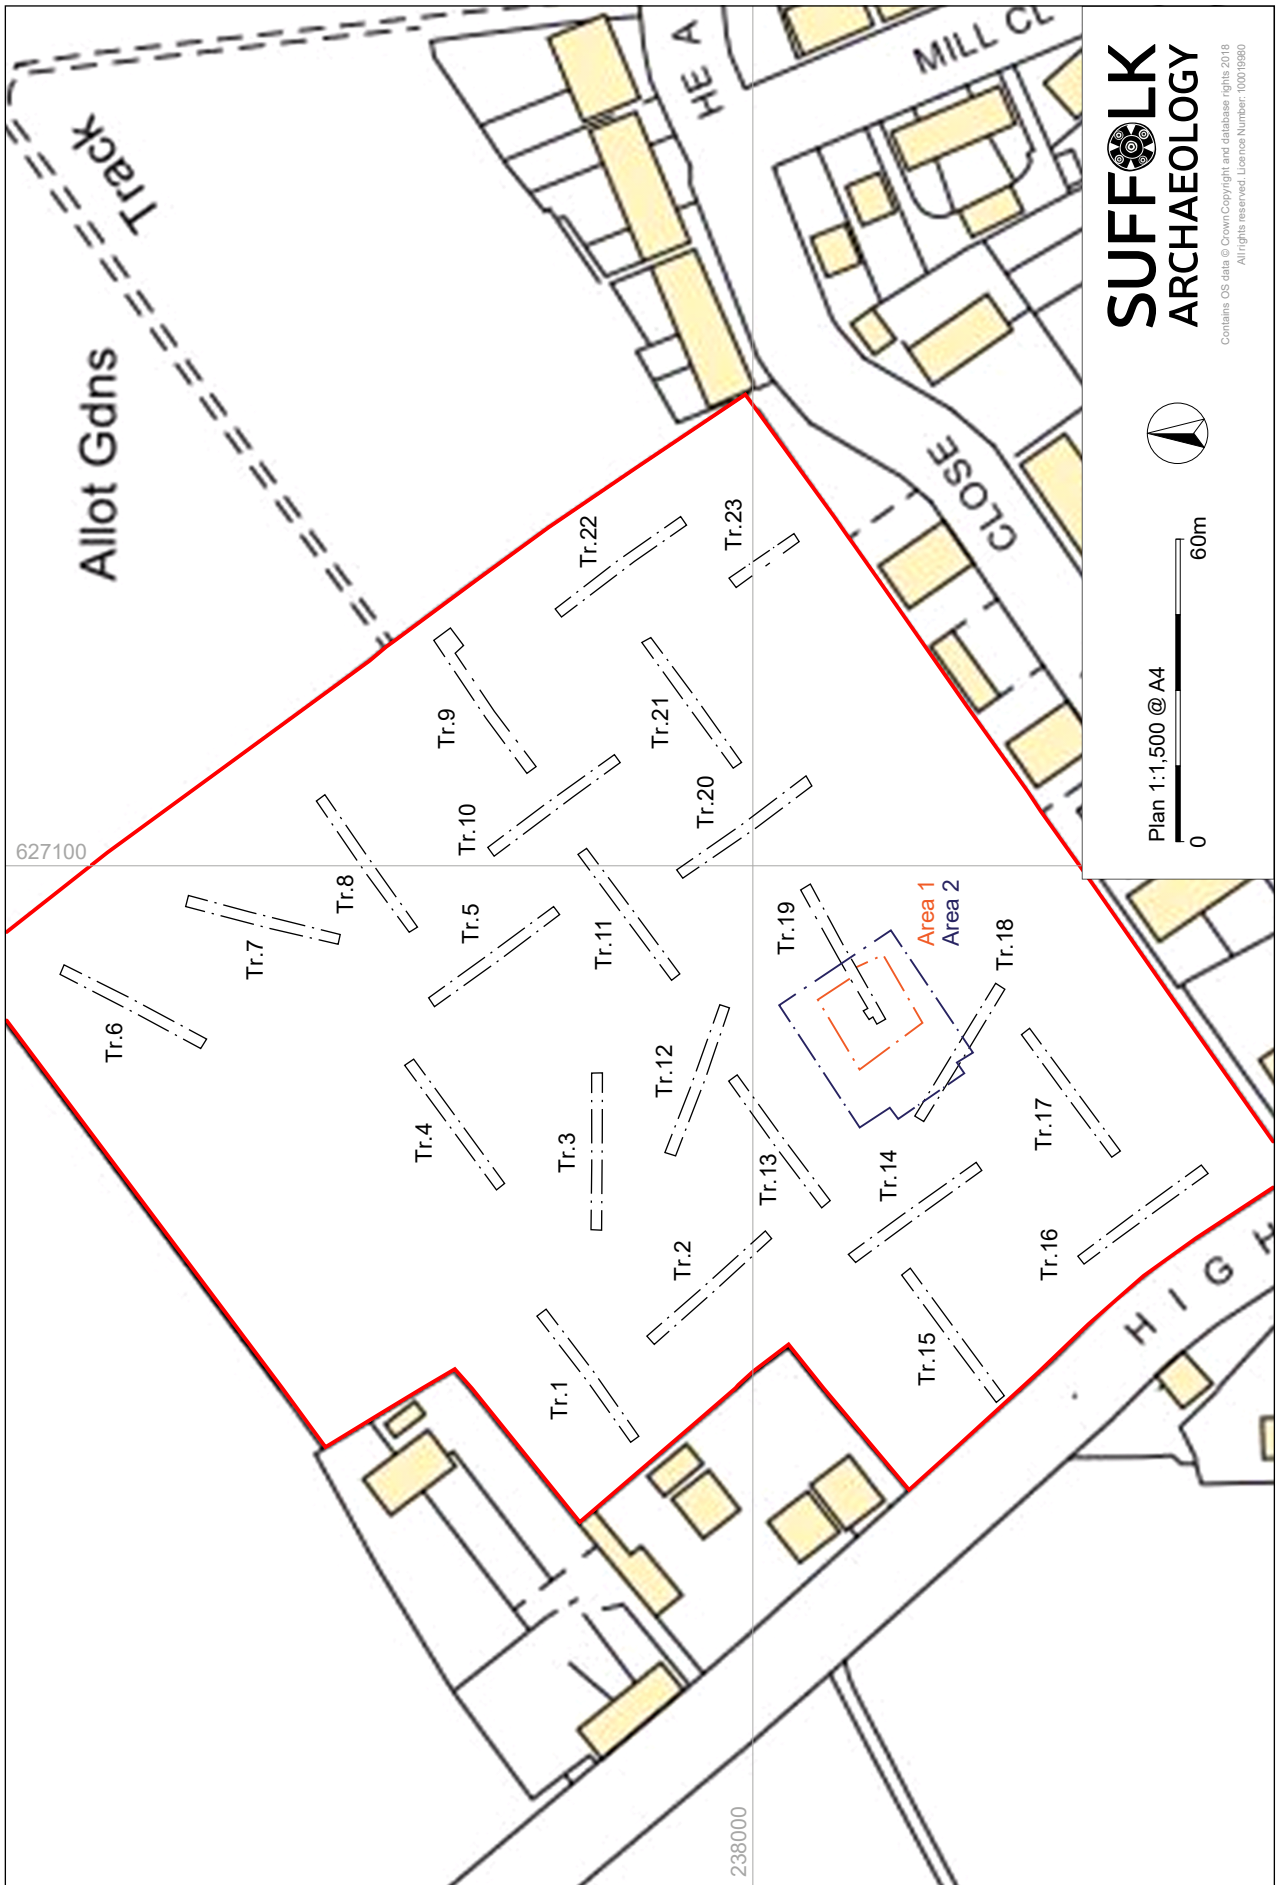 Allot Gdns
Track
HE A
MILL CL
CLOSE
H I G H
627100
238000
Tr.1
Tr.2
Tr.3
Tr.4
Tr.5
Tr.6
Tr.7
Tr.8
Tr.9
Tr.10
Tr.11
Tr.12
Tr.13
Tr.14
Tr.15
Tr.16
Tr.17
Tr.18
Tr.19
Tr.20
Tr.21
Tr.22
Tr.23
Area 1
Area 2
SUFFOLK
ARCHAEOLOGY
Contains OS data © Crown Copyright and database rights 2018
All rights reserved. Licence Number: 100019980
Plan 1:1,500 @ A4
0 60m